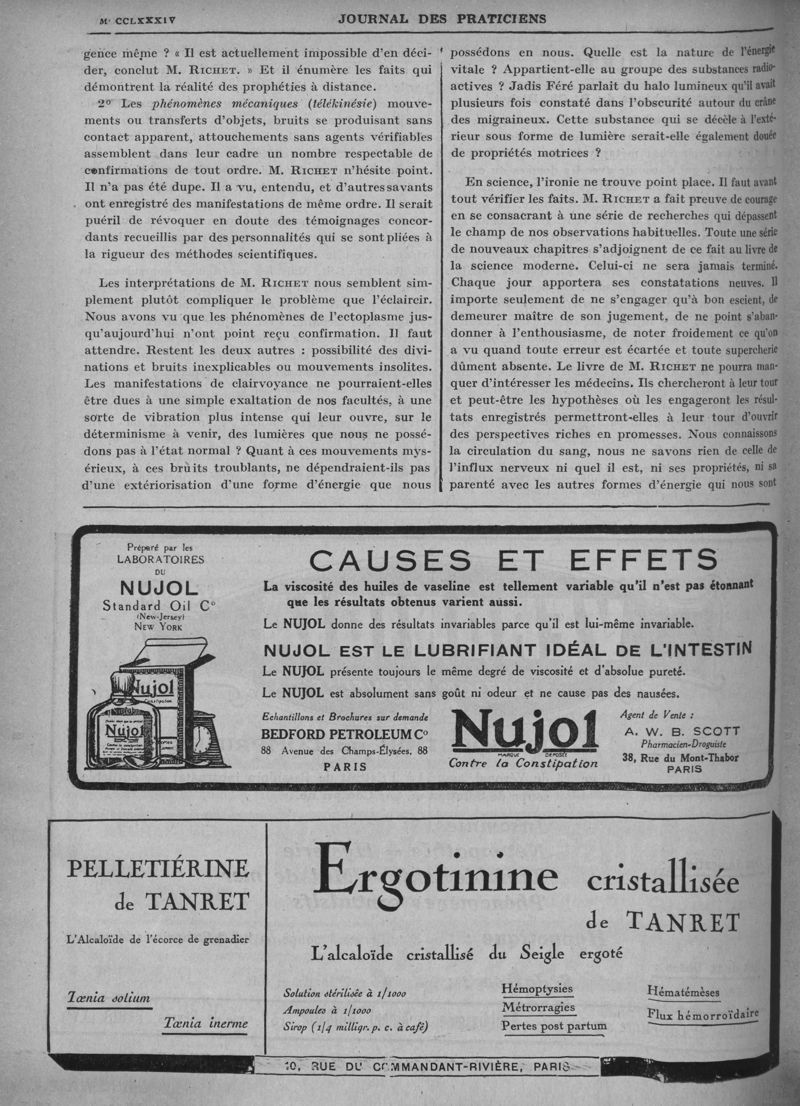 Mr CCLXXXIV
JOURNAL DES PRATICIENS
gence même ? « Il est actuellement impossible d'en déci-
der, conclut M. RICHET. » Et il énumère les faits qui
démontrent la réalité des prophéties à distance.
2° Les phénomènes mécaniques (télékinésie) mouve-
ments ou transferts d'objets, bruits se produisant sans
contact apparent, attouchements sans agents vérifiables
assemblent dans leur cadre un nombre respectable de
confirmations de tout ordre. M. RICHET n'hésite point.
Il n'a pas été dupe. Il a vu, entendu, et d'autres savants
ont enregistré des manifestations de même ordre. Il serait
puéril de révoquer en doute des témoignages concor-
dants recueillis par des personnalités qui se sont pliées à
la rigueur des méthodes scientifiques.
Les interprétations de M. RICHET nous semblent sim-
plement plutôt compliquer le problème que l'éclaircir.
Nous avons vu que les phénomènes de l'ectoplasme jus-
qu'aujourd'hui n'ont point reçu confirmation. Il faut
attendre. Restent les deux autres : possibilité des divi-
nations et bruits inexplicables ou mouvements insolites.
Les manifestations de clairvoyance ne pourraient-elles
être dues à une simple exaltation de nos facultés, à une
sorte de vibration plus intense qui leur ouvre, sur le
déterminisme à venir, des lumières que nous ne possé-
dons pas à l'état normal ? Quant à ces mouvements mys-
érieux, à ces bruits troublants, ne dépendraient-ils pas
d'une extériorisation d'une forme d'énergie que nous
possédons en nous. Quelle est la nature de l'énergie
vitale ? Appartient-elle au groupe des substances radio-
actives ? Jadis Féré parlait du halo lumineux qu'il avait
plusieurs fois constaté dans l'obscurité autour du crâne
des migraineux. Cette substance qui se décèle à l'exté-
rieur sous forme de lumière serait-elle également douée
de propriétés motrices ?
En science, l'ironie ne trouve point place. Il faut avant
tout vérifier les faits. M. RICHET a fait preuve de courage
en se consacrant à une série de recherches qui dépassent
le champ de nos observations habituelles. Toute une série
de nouveaux chapitres s'adjoignent de ce fait au livre de
la science moderne. Celui-ci ne sera jamais terminé.
Chaque jour apportera ses constatations neuves. Il
importe seulement de ne s'engager qu'à bon escient, de
demeurer maître de son jugement, de ne point s'aban-
donner à l'enthousiasme, de noter froidement ce qu'on
a vu quand toute erreur est écartée et toute supercherie
dûment absente. Le livre de M. RICHET ne pourra man-
quer d'intéresser les médecins. Ils chercheront à leur tour
et peut-être les hypothèses où les engageront les résul-
tats enregistrés permettront-elles à leur tour d'ouvrir
des perspectives riches en promesses. Nous connaissons
la circulation du sang, nous ne savons rien de celle de
l'influx nerveux ni quel il est, ni ses propriétés, ni sa
parenté avec les autres formes d'énergie qui nous sont
Préparé par les
LABORATOIRES
DU
NUJOL
Standard Oil Co
(New-Jersey)
NEW YORK
Nujol
Constipation
Nujol
CAUSES ET EFFETS
La viscosité des huiles de vaseline est tellement variable qu'il n'est pas étonnant
que les résultats obtenus varient aussi.
Le NUJOL donne des résultats invariables parce qu'il est lui-même invariable.
NUJOL EST LE LUBRIFIANT IDÉAL DE L'INTESTIN
Le NUJOL présente toujours le même degré de viscosité et d'absolue pureté.
Le NUJOL est absolument sans goût ni odeur et ne cause pas des nausées.
Echantillons et Brochures sur demande
BEDFORD PETROLEUM Co
88 Avenue des Champs-Élysées, 88
PARIS
Nujol
MARQUE DÉPOSÉE
Contre la Constipation
Agent de Vente :
A. W. B. SCOTT
Pharmacien-Droguiste
38, Rue du Mont-Thabor
PARIS
PELLETIÉRINE
de TANRET
L'Alcaloïde de l'écorce de grenadier
Tœnia solium
Tœnia inerme
Ergotinine cristallisée
de TANRET
L'alcaloïde cristallisé du Seigle ergoté
Solution stérilisée à 1/1000
Ampoules à 1/1000
Sirop (1/4 milligr. p. c. à café)
Hémoptysies
Métrorragies
Pertes post partum
Hématémèses
Flux hémorroïdaire
10, RUE DU COMMANDANT-RIVIÈRE, PARIS